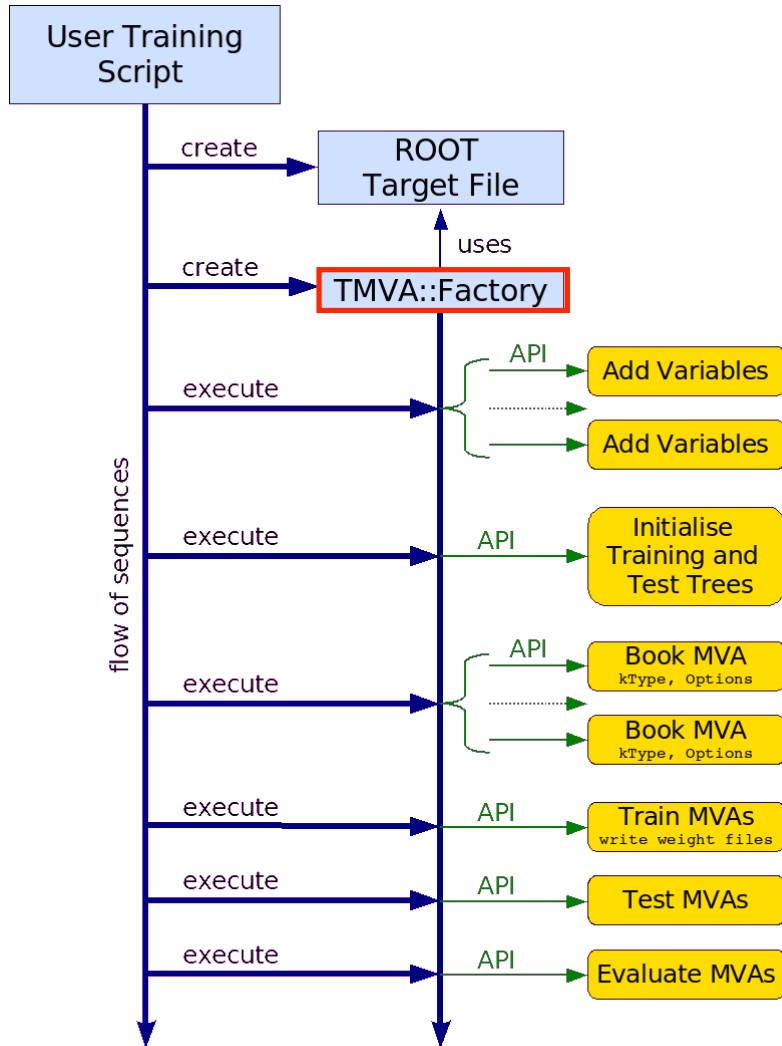 User Training
Script
create
ROOT
Target File
uses
create
TMVA::Factory
API
execute
Add Variables
Add Variables
flow of sequences
execute
API
Initialise
Training and
Test Trees
API
execute
Book MVA
kType, Options
Book MVA
kType, Options
execute
API
Train MVAs
write weight files
execute
API
Test MVAs
execute
API
Evaluate MVAs